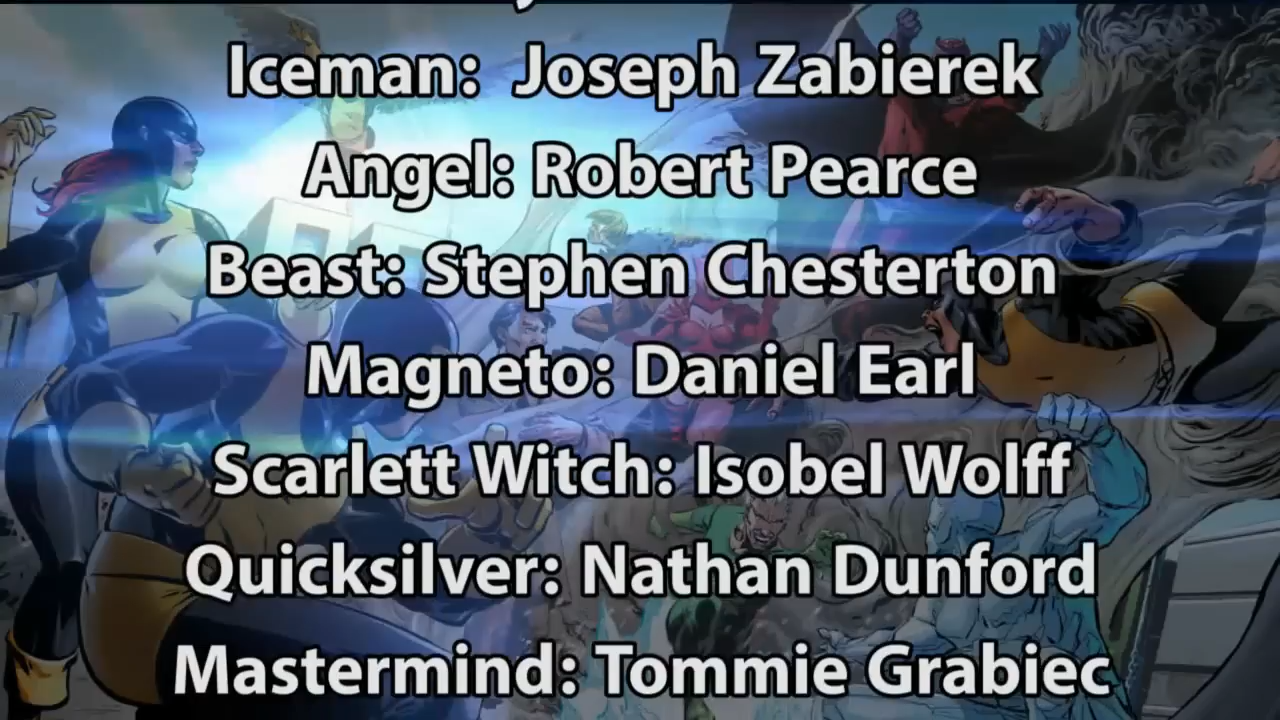 Iceman: Joseph Zabierek
Angel: Robert Pearce
Beast: Stephen Chesterton
Magneto: Daniel Earl
Scarlett Witch: Isobel Wolff
Quicksilver: Nathan Dunford
Mastermind: Tommie Grabiec